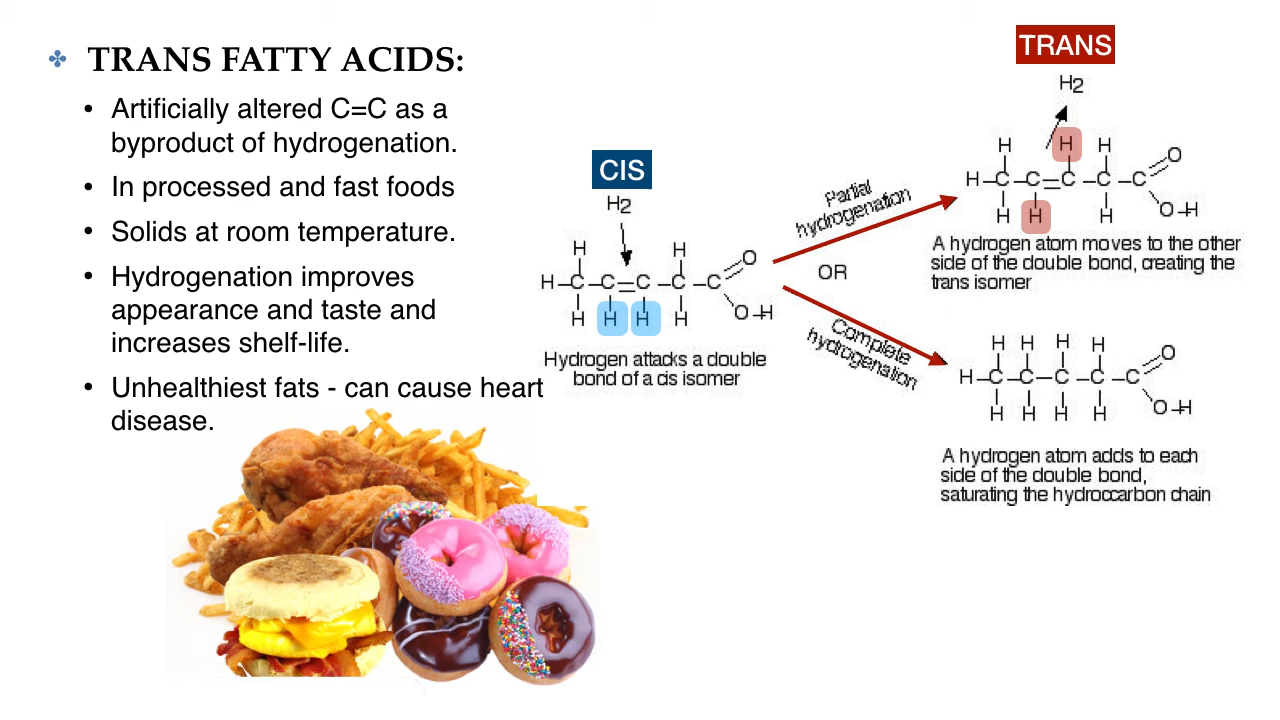 TRANS FATTY ACIDS:
• Artificially altered C=C as a
byproduct of hydrogenation.
• In processed and fast foods
• Solids at room temperature.
• Hydrogenation improves
appearance and taste and
increases shelf-life.
• Unhealthiest fats - can cause heart
disease.
CIS
H2
H H
H-C-C=C-C-C O
H H H H O-H
Hydrogen attacks a double
bond of a cis isomer
Partial
hydrogenation
OR
Complete
hydrogenation
TRANS
H2
H H H
H-C-C=C-C-C O
H H H O-H
A hydrogen atom moves to the other
side of the double bond, creating the
trans isomer
H H H H
H-C-C-C-C-C O
H H H H O-H
A hydrogen atom adds to each
side of the double bond,
saturating the hydroccarbon chain